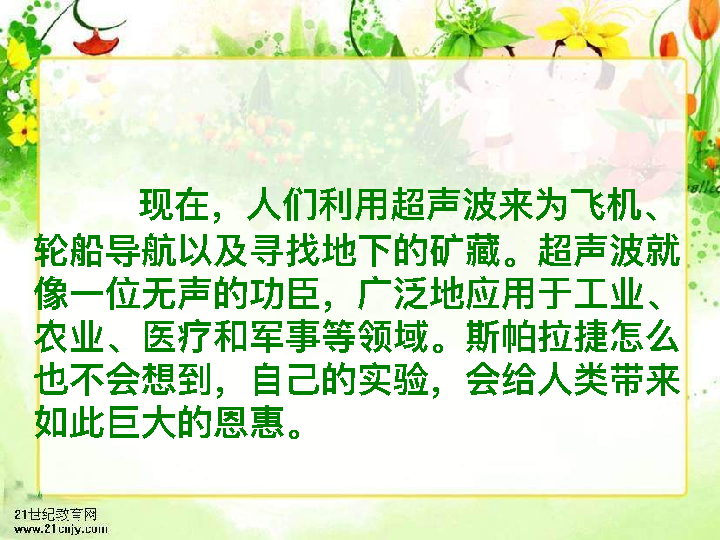 现在，人们利用超声波来为飞机、
轮船导航以及寻找地下的矿藏。超声波就
像一位无声的功臣，广泛地应用于工业、
农业、医疗和军事等领域。斯帕拉捷怎么
也不会想到，自己的实验，会给人类带来
如此巨大的恩惠。
21世纪教育网
www.21cnjy.com